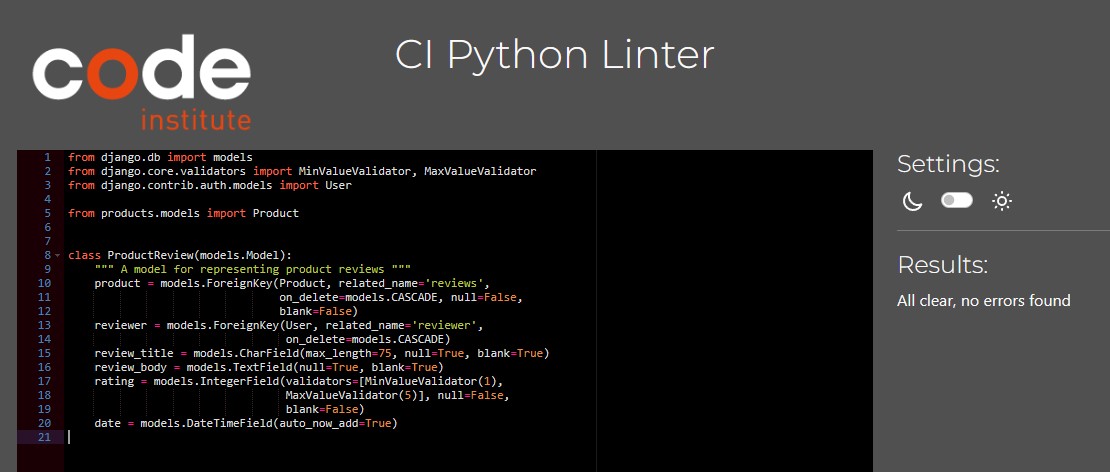 code
institute
CI Python Linter
1 from django.db import models
2 from django.core.validators import MinValueValidator, MaxValueValidator
3 from django.contrib.auth.models import User
4
5 from products.models import Product
6
7
8 class ProductReview(models.Model):
9     """ A model for representing product reviews """
10     product = models.ForeignKey(Product, related_name='reviews',
11                                 on_delete=models.CASCADE, null=False,
12                                 blank=False)
13     reviewer = models.ForeignKey(User, related_name='reviewer',
14                                  on_delete=models.CASCADE)
15     review_title = models.CharField(max_length=75, null=True, blank=True)
16     review_body = models.TextField(null=True, blank=True)
17     rating = models.IntegerField(validators=[MinValueValidator(1),
18                                  MaxValueValidator(5)], null=False,
19                                  blank=False)
20     date = models.DateTimeField(auto_now_add=True)
21
Settings:
Results:
All clear, no errors found